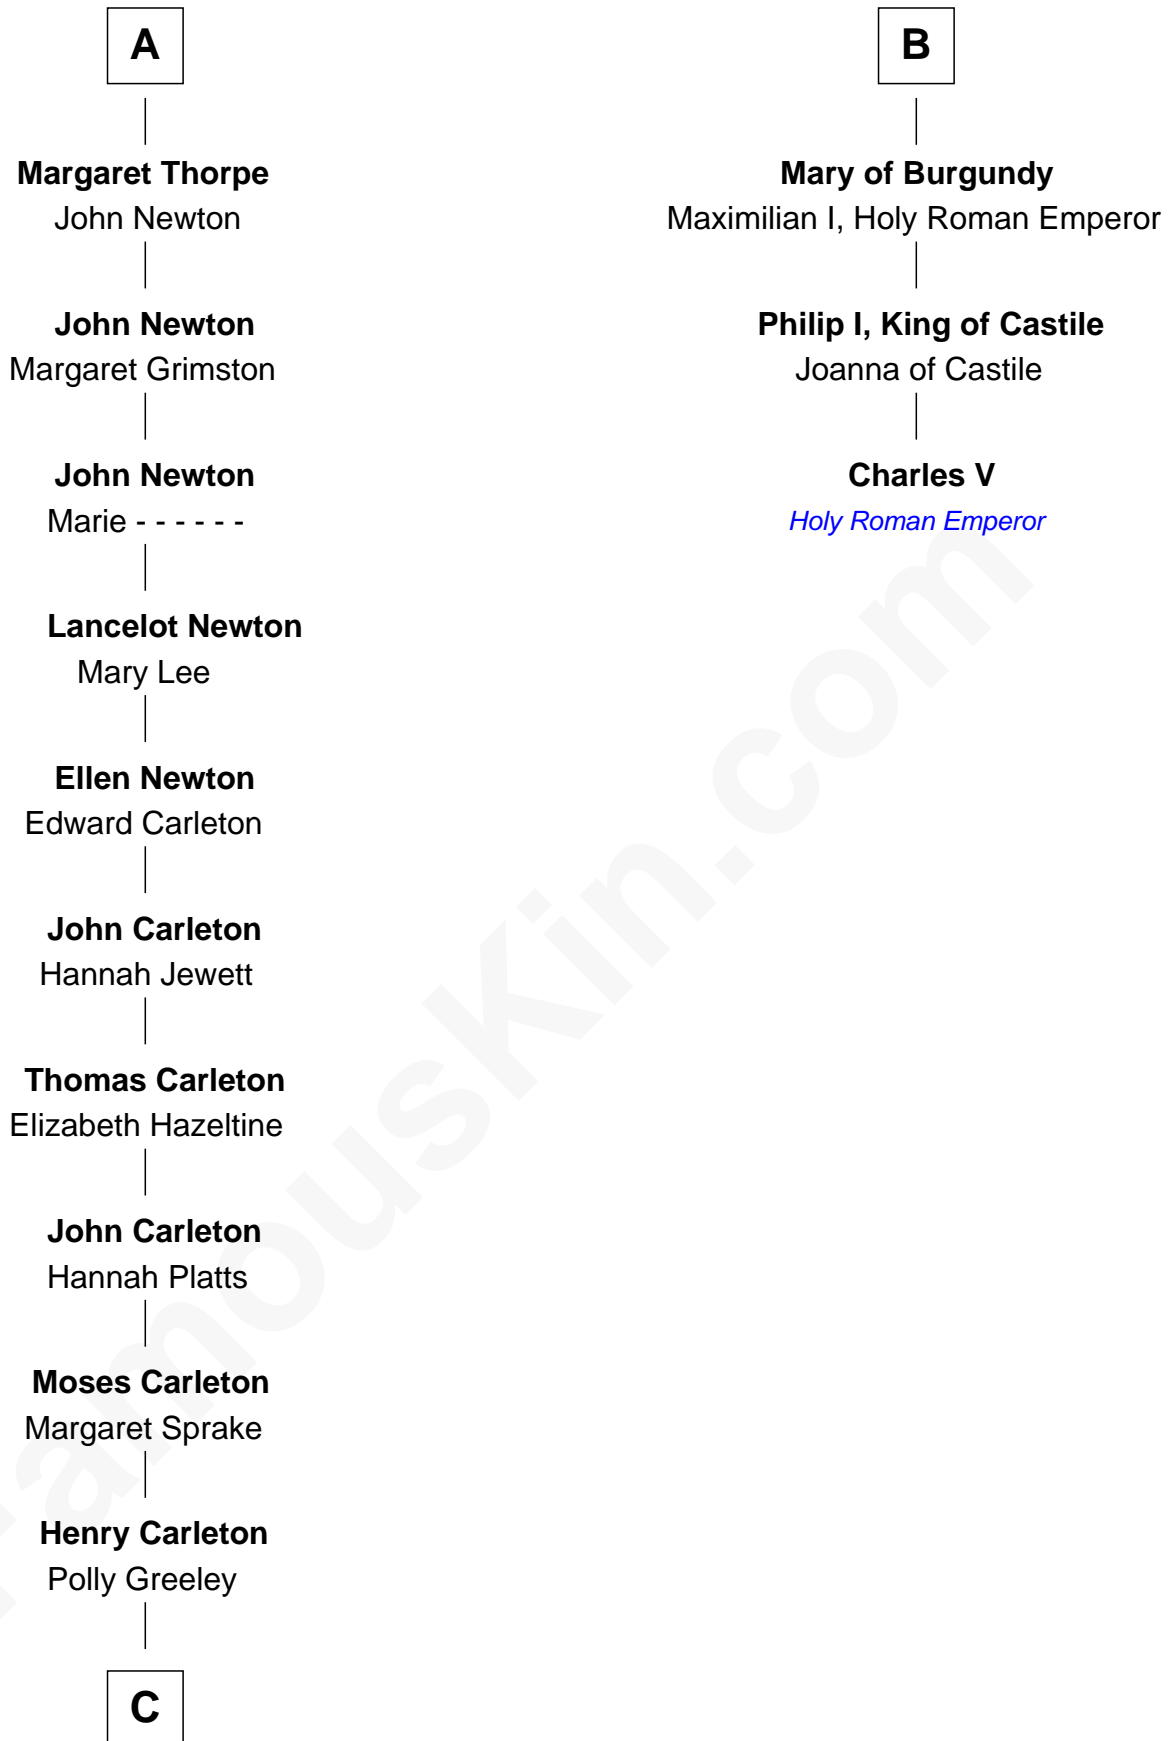 A
Margaret Thorpe
John Newton
John Newton
Margaret Grimston
John Newton
Marie - - - - - -
Lancelot Newton
Mary Lee
Ellen Newton
Edward Carleton
John Carleton
Hannah Jewett
Thomas Carleton
Elizabeth Hazeltine
John Carleton
Hannah Platts
Moses Carleton
Margaret Sprake
Henry Carleton
Polly Greeley
C
B
Mary of Burgundy
Maximilian I, Holy Roman Emperor
Philip I, King of Castile
Joanna of Castile
Charles V
Holy Roman Emperor
FamousKin.com